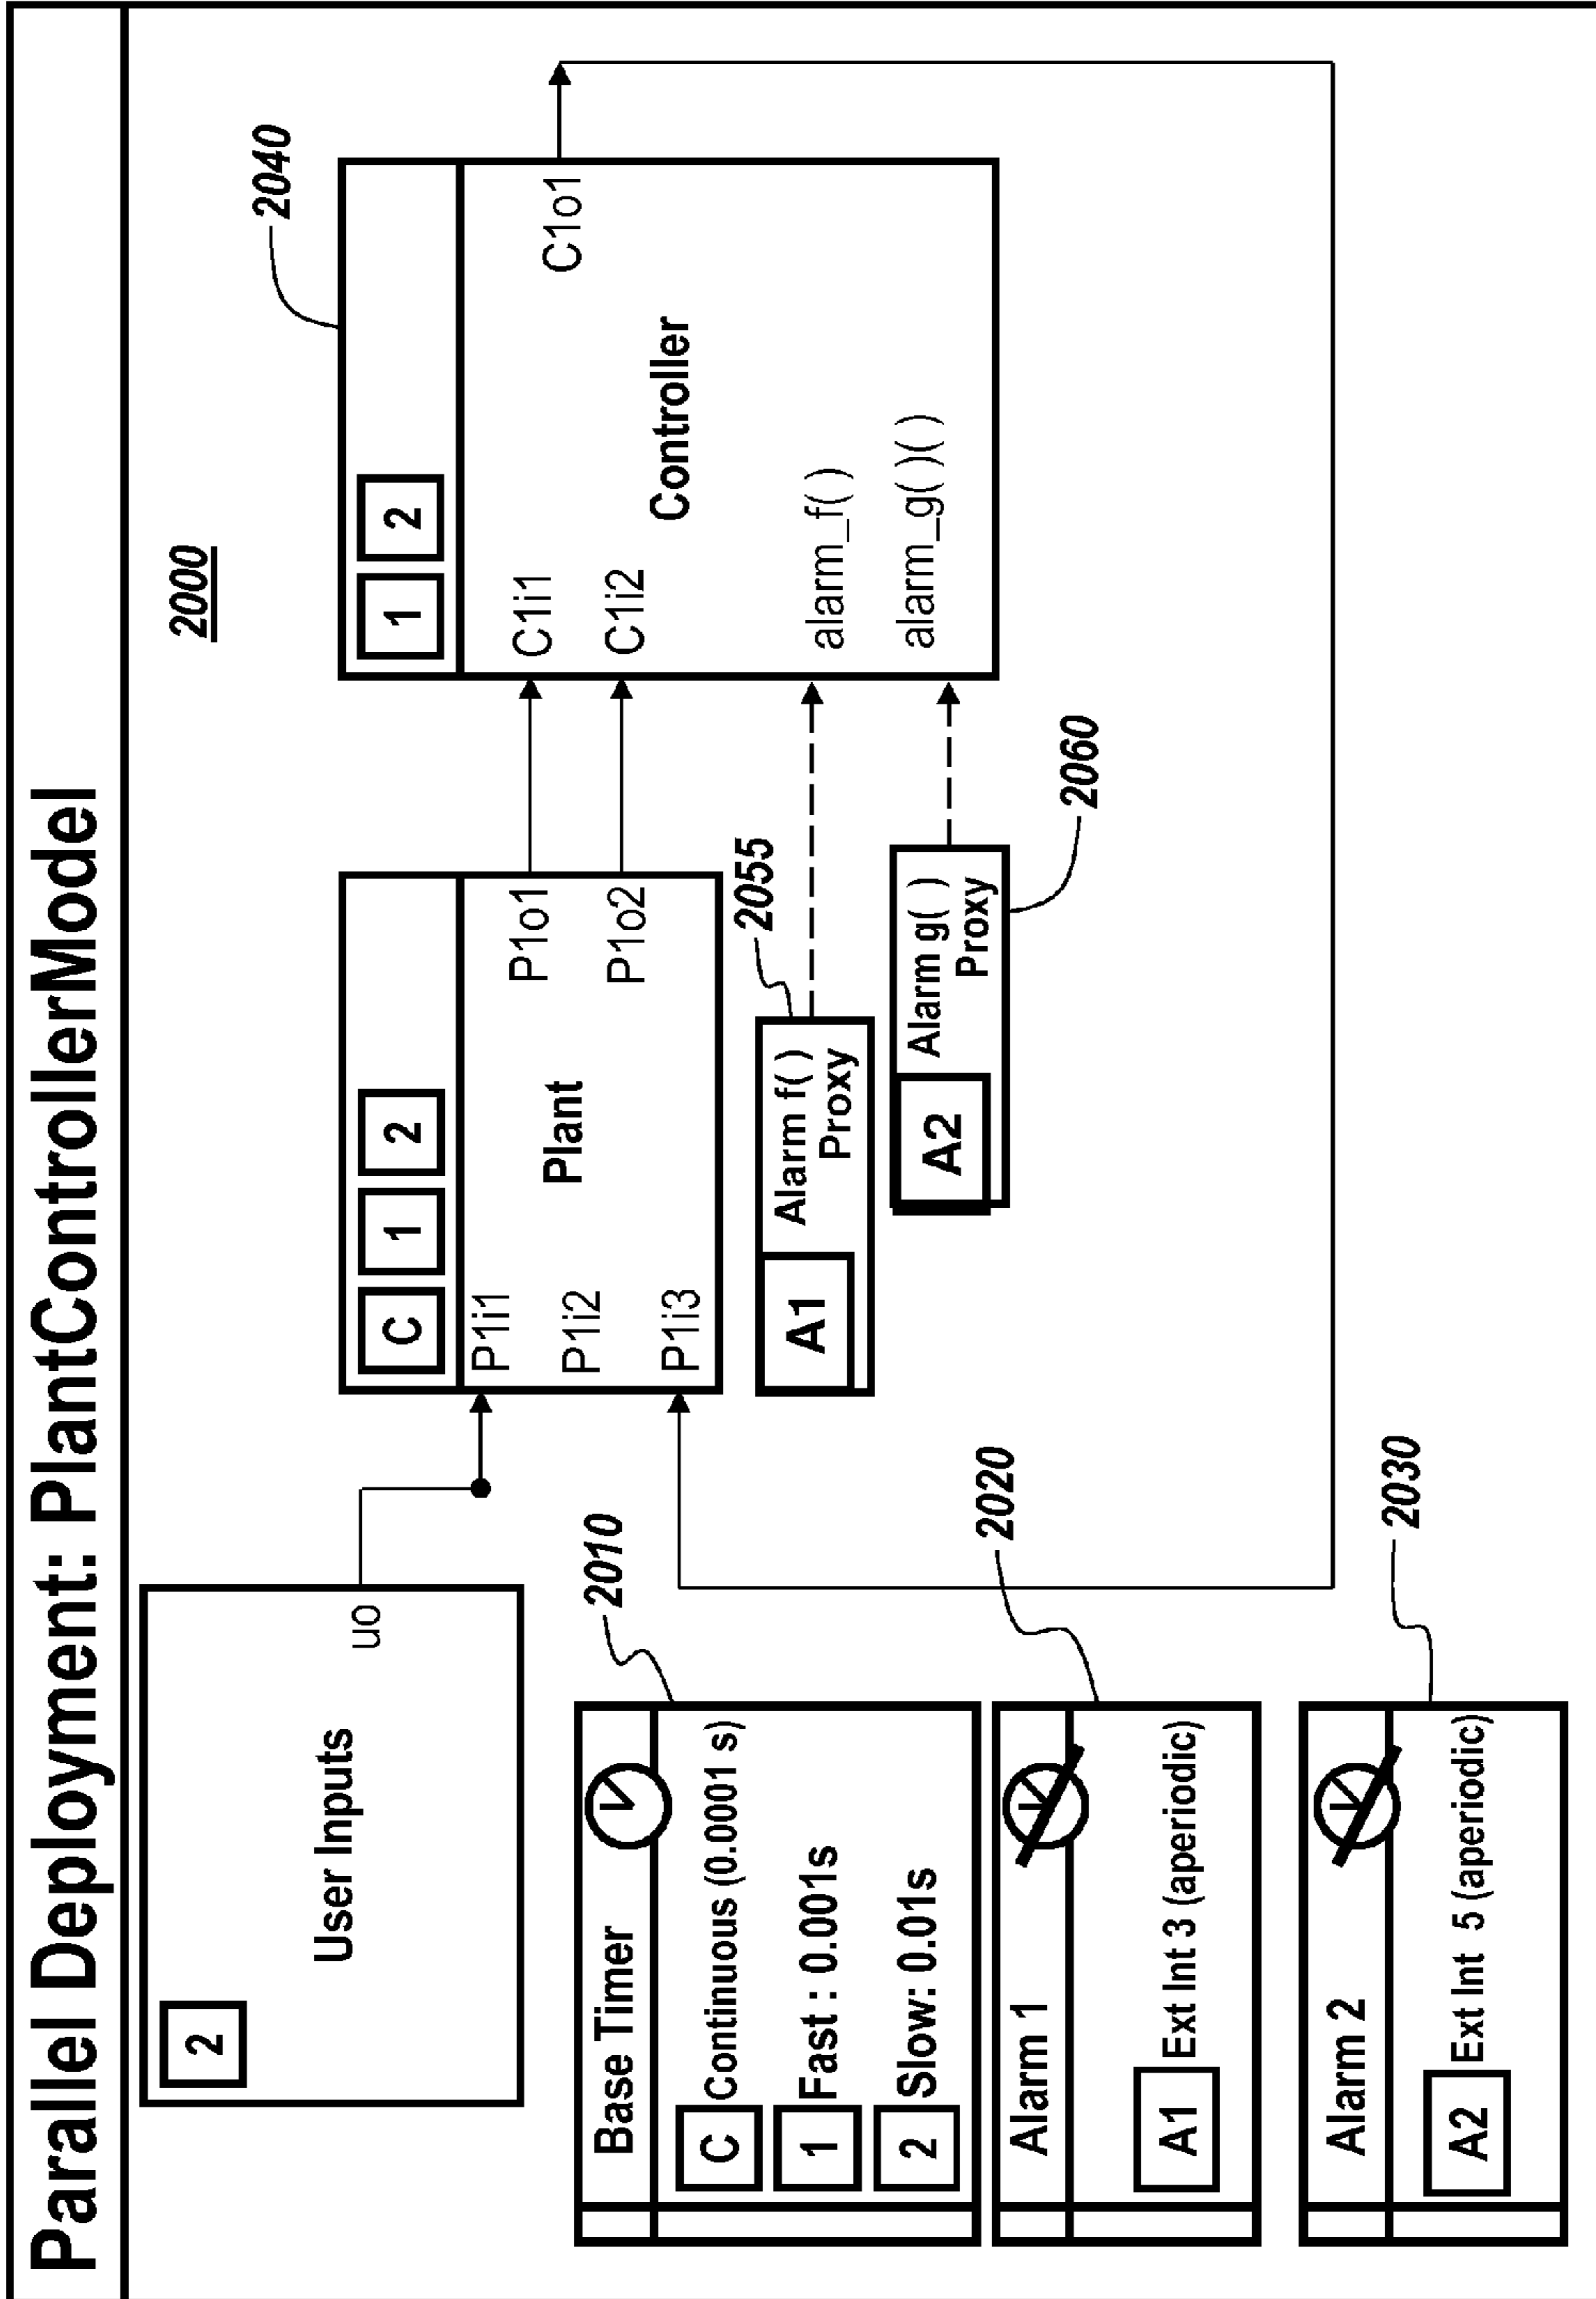 Parallel Deployment: PlantControllerModel
2000
2
User Inputs
uo
C 1 2
P1i1
P1i2
P1i3
Plant
P1o1
P1o2
2040
1 2
C1i1
C1i2
Controller
C1o1
alarm_f( )
alarm_g( )( )
Base Timer
C Continuous (0.0001 s)
1 Fast : 0.001s
2 Slow: 0.01s
2010
A1 Alarm f( )
Proxy
2055
A2 Alarm g( )
Proxy
2060
Alarm 1
A1 Ext Int 3 (aperiodic)
2020
Alarm 2
A2 Ext Int 5 (aperiodic)
2030